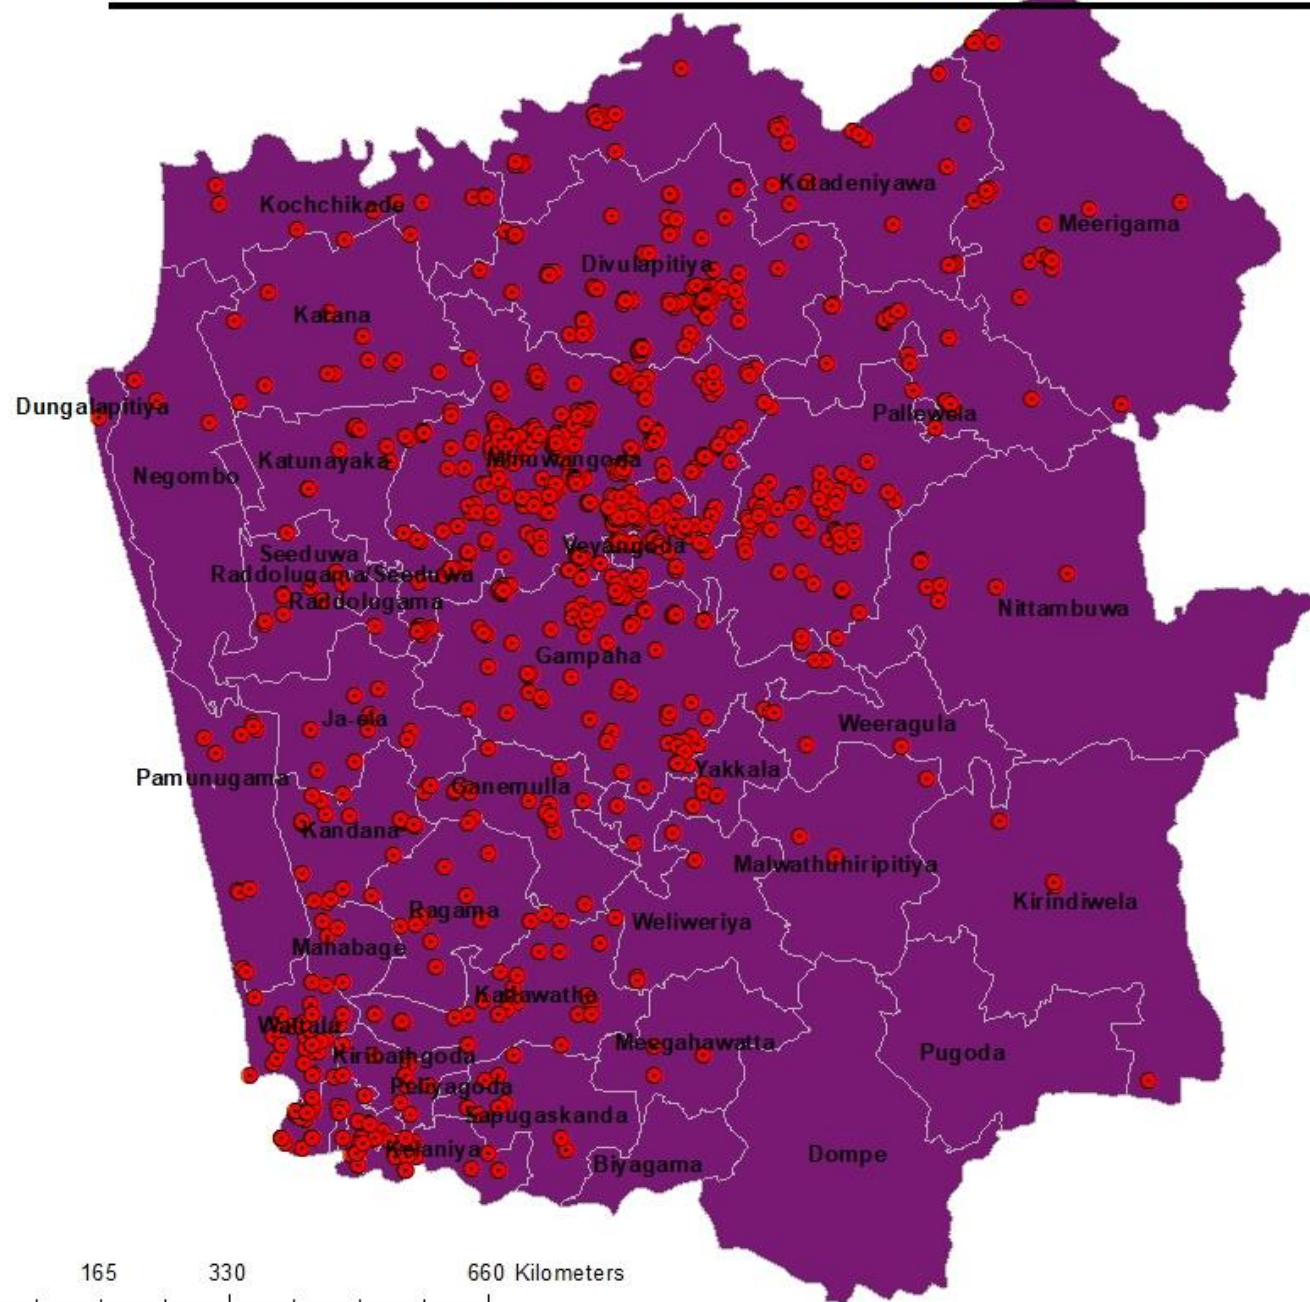 Kotadeniyawa
Kochchikade
Meerigama
Divulapitiya
Katana
Dungalapitiya
Pallewela
Minuwangoda
Katunayaka
Negombo
Veyangoda
Seeduwa
Raddolugama/Seeduwa
Raddolugama
Nittambuwa
Gampaha
Ja-ela
Weeragula
Yakkala
Pamunugama
Ganemulla
Kandana
Malwathuhiripitiya
Kirindiwela
Ragama
Weliweriya
Mahabage
Kadawatha
Wattala
Meegahawatta
Kiribathgoda
Pugoda
Peliyagoda
Sapugaskanda
Kelaniya
Dompe
Biyagama
165 330 660 Kilometers